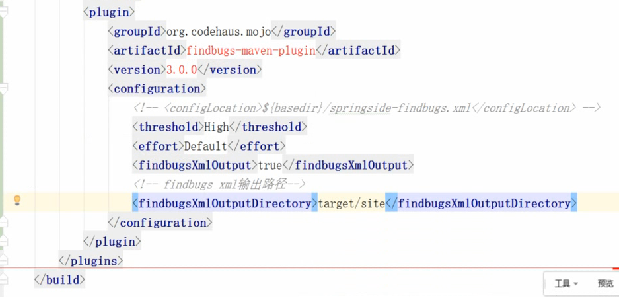 <plugin>
<groupId>org.codehaus.mojo</groupId>
<artifactId>findbugs-maven-plugin</artifactId>
<version>3.0.0</version>
<configuration>
<!-- <configLocation>${basedir}/springside-findbugs.xml</configLocation> -->
<threshold>High</threshold>
<effort>Default</effort>
<findbugsXmlOutput>true</findbugsXmlOutput>
<!-- findbugs xml输出路径-->
<findbugsXmlOutputDirectory>target/site</findbugsXmlOutputDirectory>
</configuration>
</plugin>
</plugins>
</build>
工具 预览